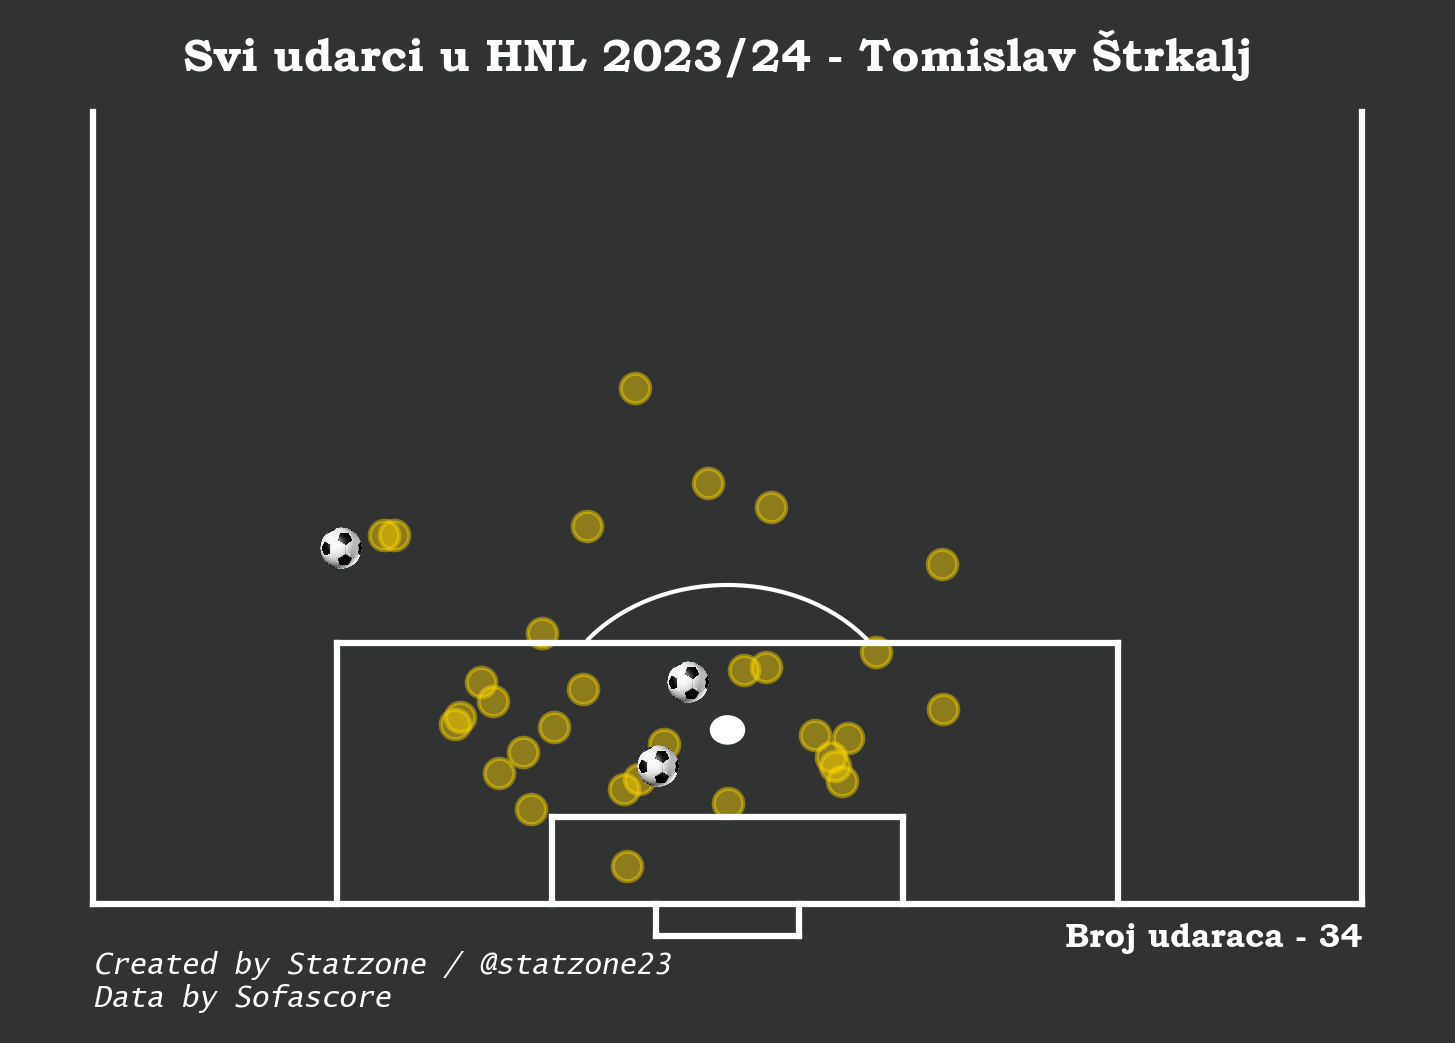 Svi udarci u HNL 2023/24 - Tomislav Štrkalj
Broj udaraca - 34
Created by Statzone / @statzone23
Data by Sofascore